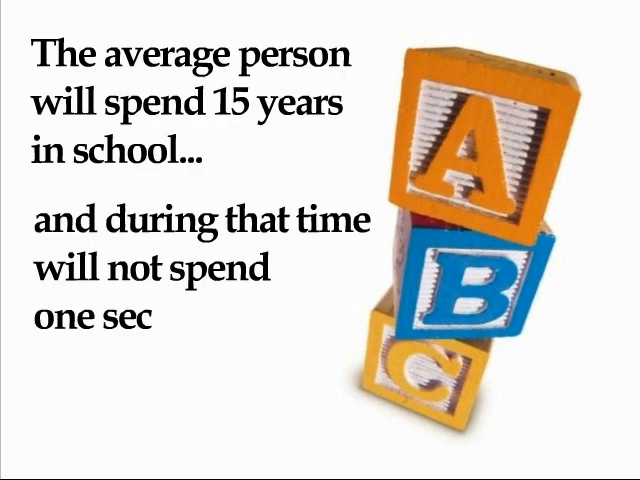 The average person
will spend 15 years
in school...
and during that time
will not spend
one sec
A
B
C